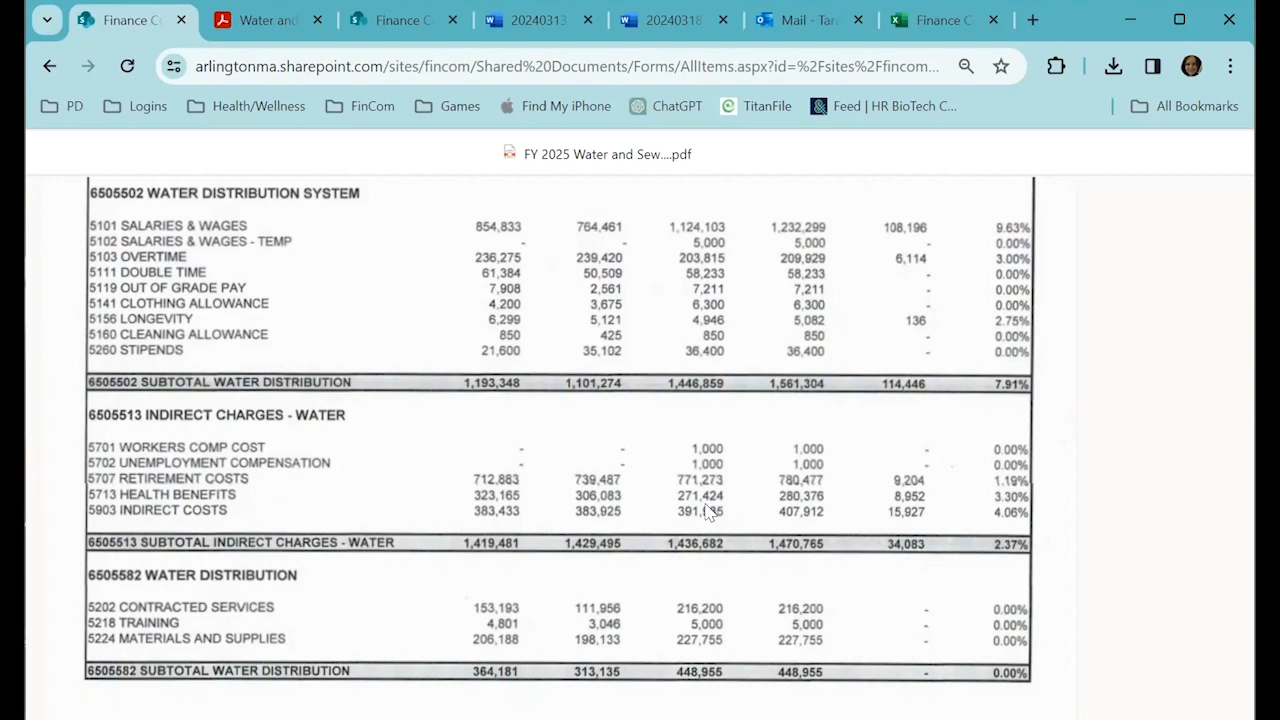 Finance Co
Water and
Finance C
20240313
20240318
Mail - Tara
Finance C
arlingtonma.sharepoint.com/sites/fincom/Shared%20Documents/Forms/AllItems.aspx?id=%2Fsites%2Ffincom...
PD
Logins
Health/Wellness
FinCom
Games
Find My iPhone
ChatGPT
TitanFile
Feed | HR BioTech C...
All Bookmarks
FY 2025 Water and Sew....pdf
6505502 WATER DISTRIBUTION SYSTEM
5101 SALARIES & WAGES 854,833 764,461 1,124,103 1,232,299 108,196 9.63%
5102 SALARIES & WAGES - TEMP - - 5,000 5,000 - 0.00%
5103 OVERTIME 236,275 239,420 203,815 209,929 6,114 3.00%
5111 DOUBLE TIME 61,384 50,509 58,233 58,233 - 0.00%
5119 OUT OF GRADE PAY 7,908 2,561 7,211 7,211 - 0.00%
5141 CLOTHING ALLOWANCE 4,200 3,675 6,300 6,300 - 0.00%
5156 LONGEVITY 6,299 5,121 4,946 5,082 136 2.75%
5160 CLEANING ALLOWANCE 850 425 850 850 - 0.00%
5260 STIPENDS 21,600 35,102 36,400 36,400 - 0.00%
6505502 SUBTOTAL WATER DISTRIBUTION 1,193,348 1,101,274 1,446,859 1,561,304 114,446 7.91%
6505513 INDIRECT CHARGES - WATER
5701 WORKERS COMP COST - - 1,000 1,000 0.00%
5702 UNEMPLOYMENT COMPENSATION - - 1,000 1,000 - 0.00%
5707 RETIREMENT COSTS 712,883 739,487 771,273 780,477 9,204 1.19%
5713 HEALTH BENEFITS 323,165 306,083 271,424 280,376 8,952 3.30%
5903 INDIRECT COSTS 383,433 383,925 407,912 15,927 4.06%
6505513 SUBTOTAL INDIRECT CHARGES - WATER 1,419,481 1,429,495 1,436,682 1,470,765 34,083 2.37%
6505582 WATER DISTRIBUTION
5202 CONTRACTED SERVICES 153,193 111,956 216,200 216,200 - 0.00%
5218 TRAINING 4,801 3,046 5,000 5,000 - 0.00%
5224 MATERIALS AND SUPPLIES 206,188 198,133 227,755 227,755 - 0.00%
6505582 SUBTOTAL WATER DISTRIBUTION 364,181 313,135 448,955 448,955 - 0.00%